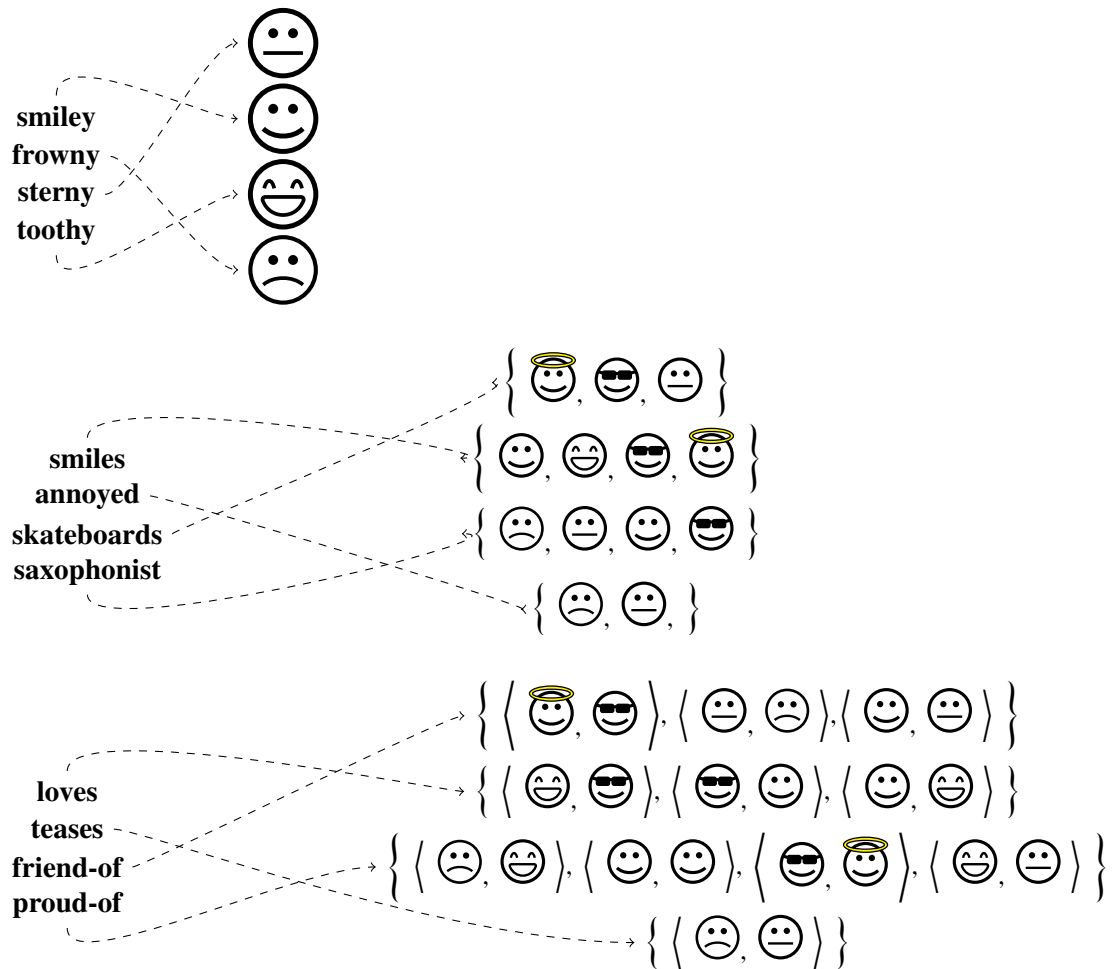 smiley
frowny
sterny
toothy
smiles
annoyed
skateboards
saxophonist
loves
teases
friend-of
proud-of